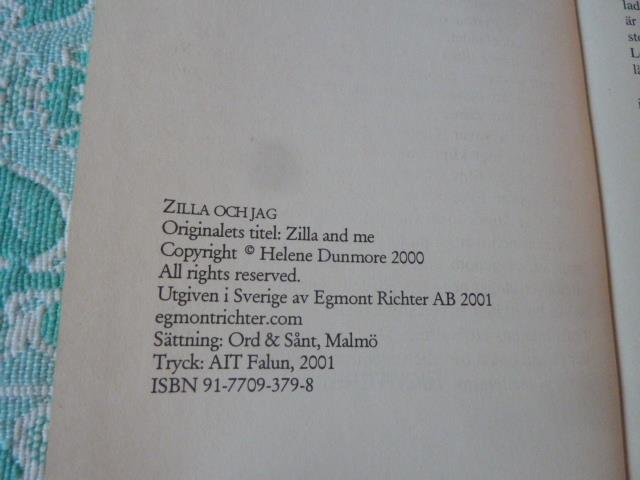 ZILLA OCH JAG
Originalets titel: Zilla and me
Copyright © Helene Dunmore 2000
All rights reserved.
Utgiven i Sverige av Egmont Richter AB 2001
egmontrichter.com
Sättning: Ord & Sånt, Malmö
Tryck: AIT Falun, 2001
ISBN 91-7709-379-8
är